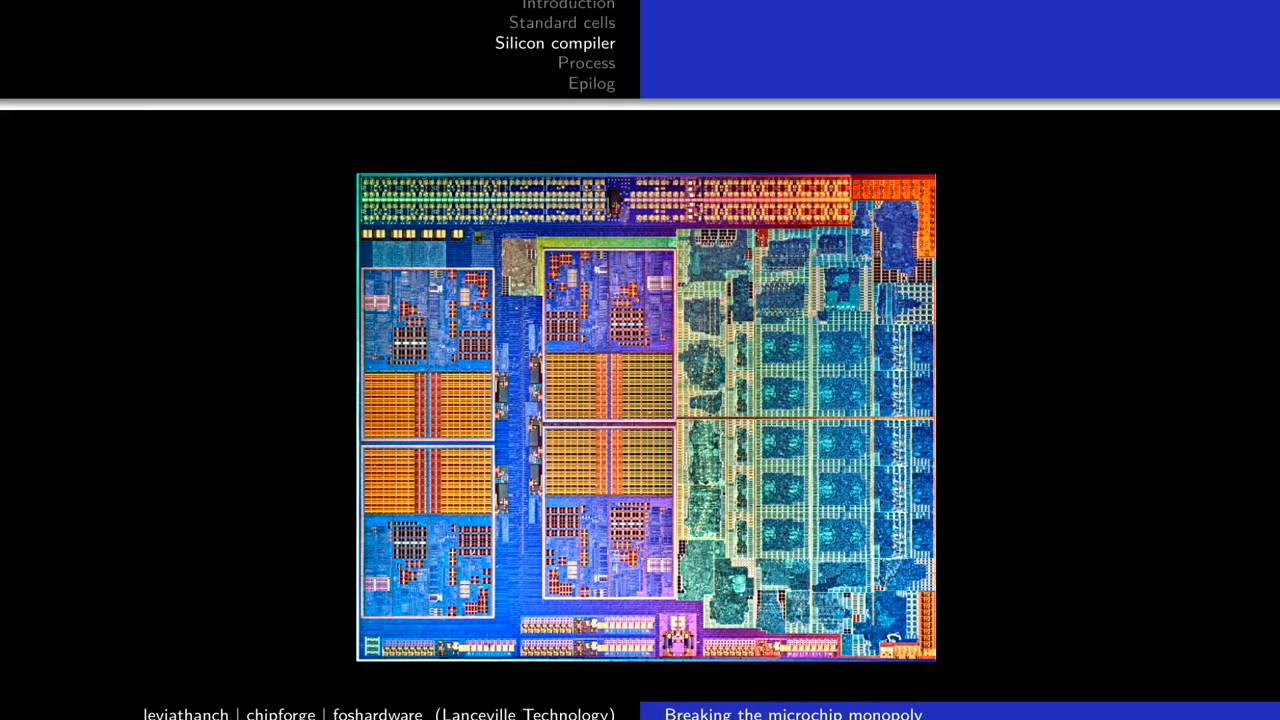 Introduction
Standard cells
Silicon compiler
Process
Epilog
leviathanch | chipforge | foshardware (Lanceville Technology)
Breaking the microchip monopoly